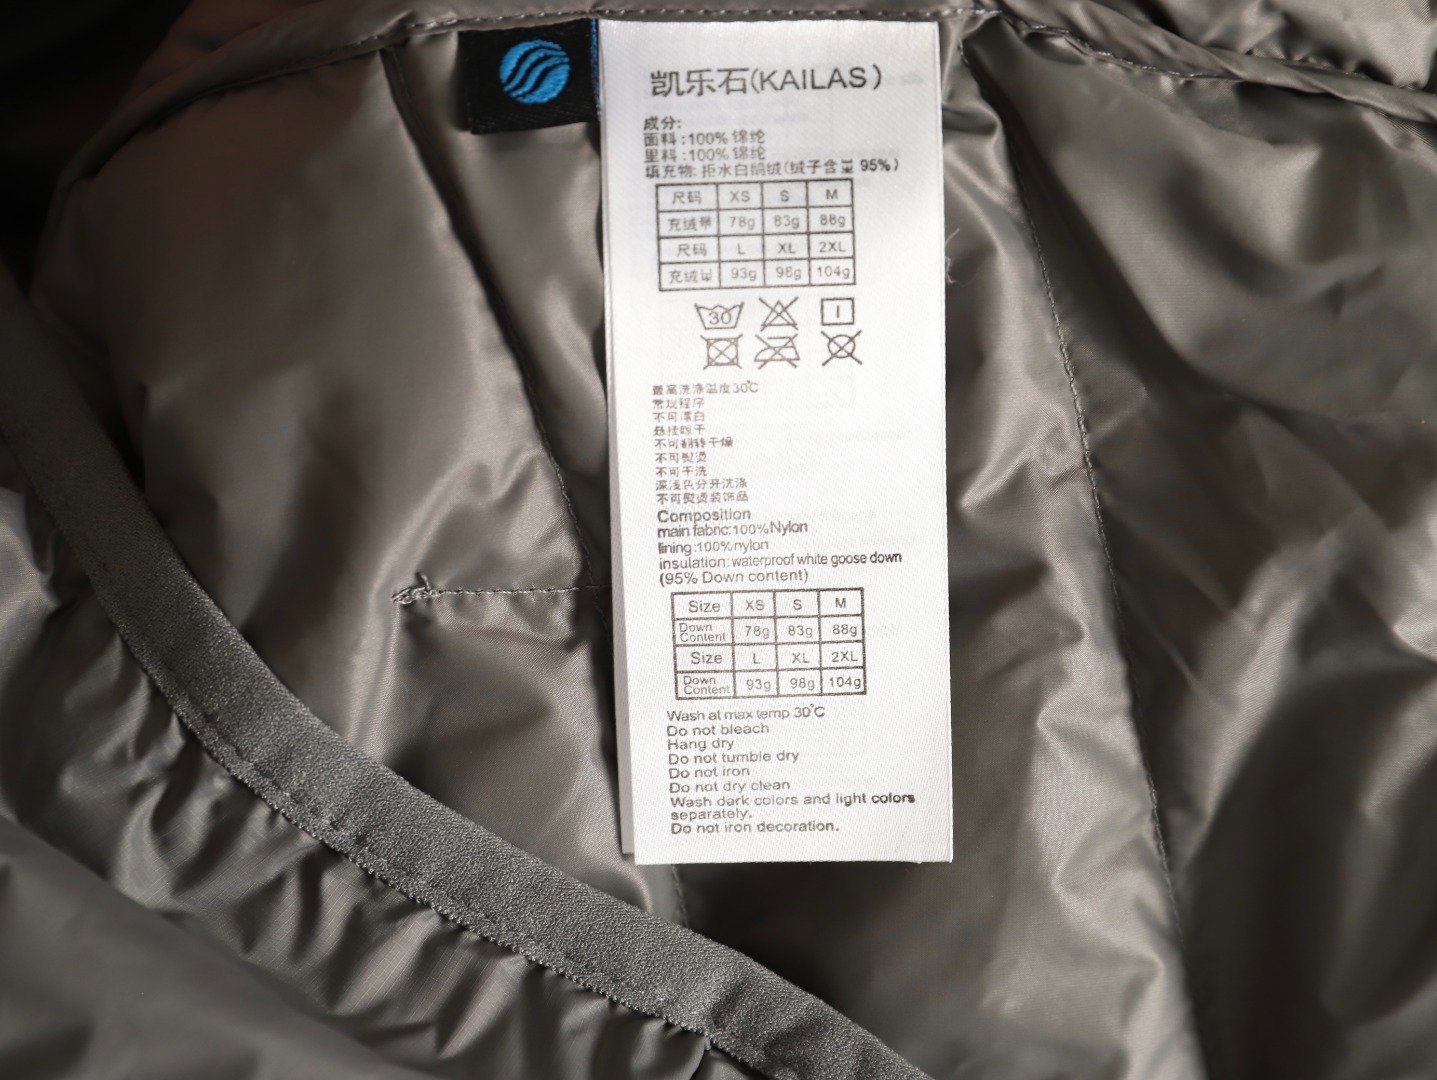 凯乐石(KAILAS)
成分:
面料:100% 锦纶
里料:100% 锦纶
填充物: 拒水白鹅绒(绒子含量 95%)
尺码 XS S M
充绒量 78g 83g 88g
尺码 L XL 2XL
充绒量 93g 98g 104g
30
最高洗涤温度30℃
常规程序
不可漂白
悬挂晾干
不可翻转干燥
不可熨烫
不可干洗
深浅色分开洗涤
不可熨烫装饰品
Composition
main fabric:100%Nylon
lining:100%nylon
insulation: waterproof white goose down
(95% Down content)
Size XS S M
Down Content 78g 83g 88g
Size L XL 2XL
Down Content 93g 98g 104g
Wash at max temp 30℃
Do not bleach
Hang dry
Do not tumble dry
Do not iron
Do not dry clean
Wash dark colors and light colors
separately.
Do not iron decoration.